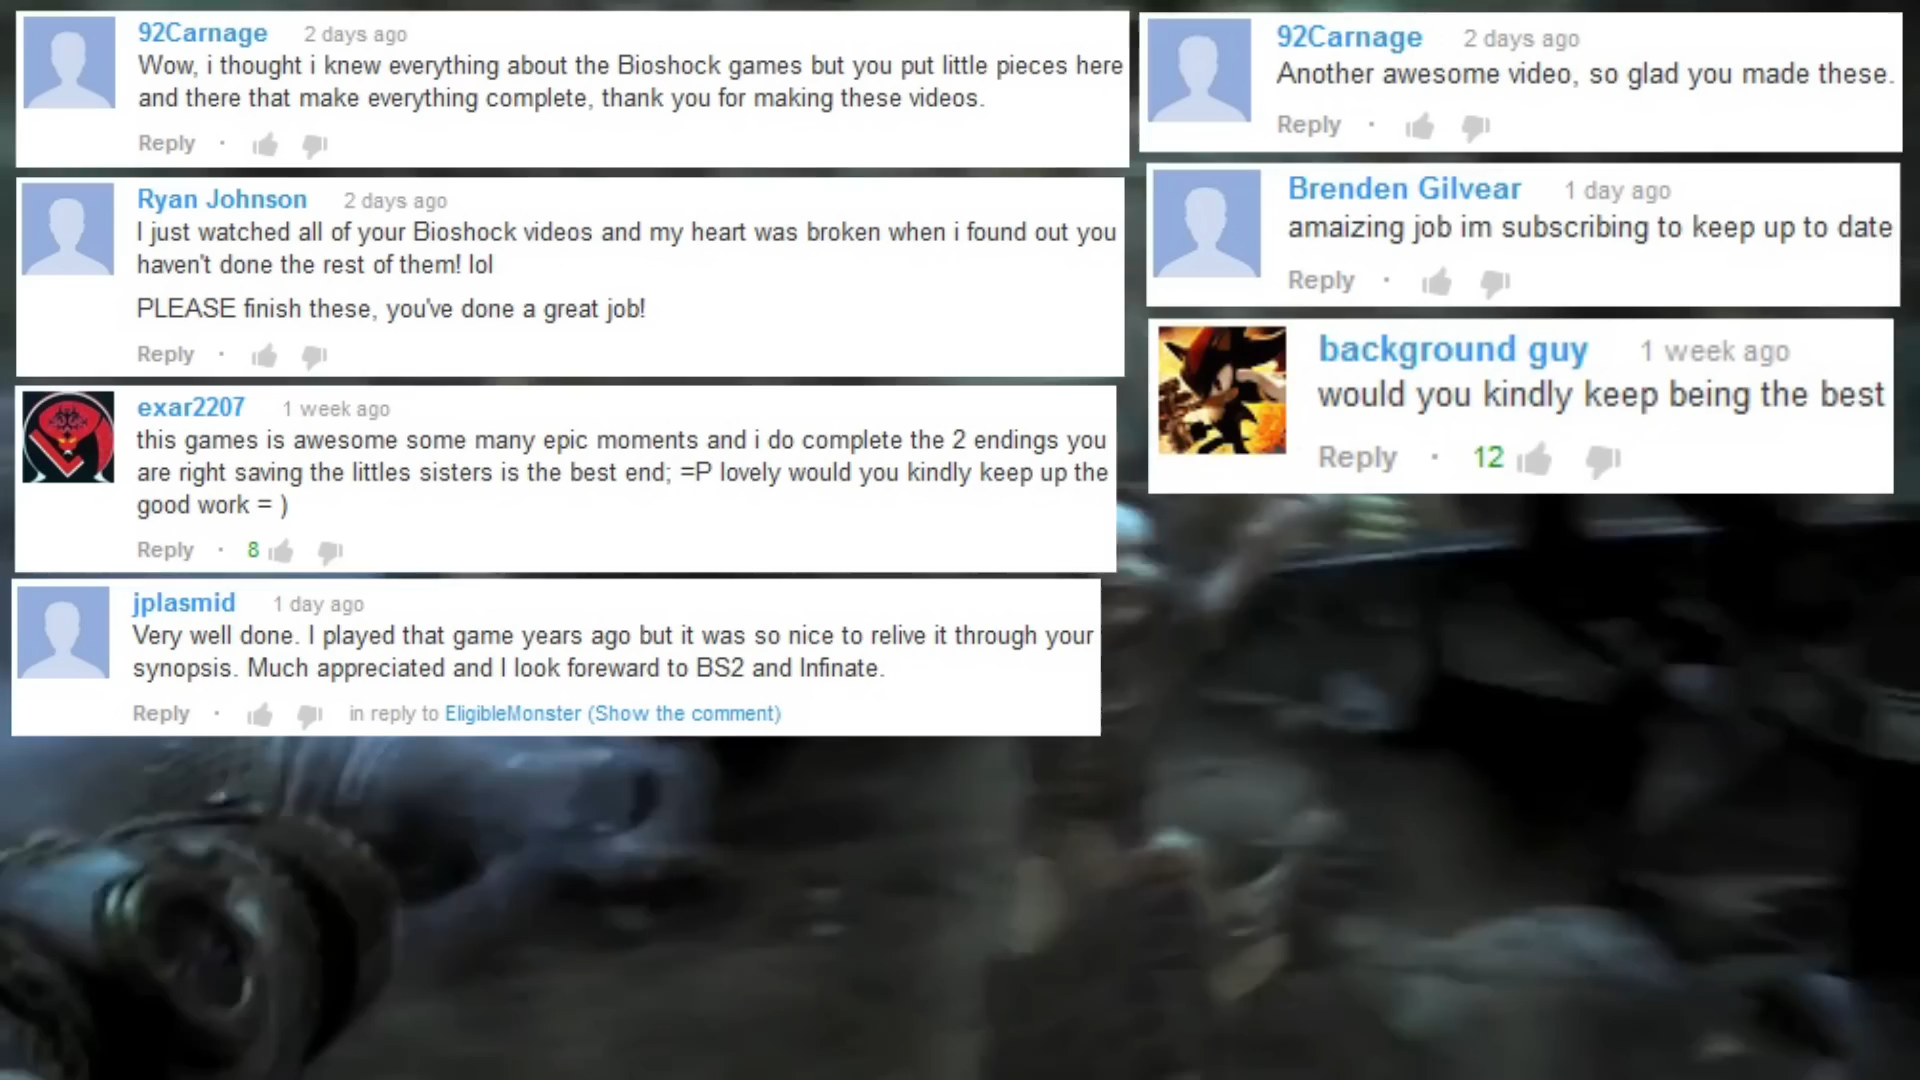 92Carnage 2 days ago
Wow, i thought i knew everything about the Bioshock games but you put little pieces here
and there that make everything complete, thank you for making these videos.
Reply ·
Ryan Johnson 2 days ago
I just watched all of your Bioshock videos and my heart was broken when i found out you
haven't done the rest of them! lol
PLEASE finish these, you've done a great job!
Reply ·
exar2207 1 week ago
this games is awesome some many epic moments and i do complete the 2 endings you
are right saving the littles sisters is the best end; =P lovely would you kindly keep up the
good work = )
Reply · 8
jplasmid 1 day ago
Very well done. I played that game years ago but it was so nice to relive it through your
synopsis. Much appreciated and I look foreward to BS2 and Infinate.
Reply · in reply to EligibleMonster (Show the comment)
92Carnage 2 days ago
Another awesome video, so glad you made these.
Reply ·
Brenden Gilvear 1 day ago
amaizing job im subscribing to keep up to date
Reply ·
background guy 1 week ago
would you kindly keep being the best
Reply · 12